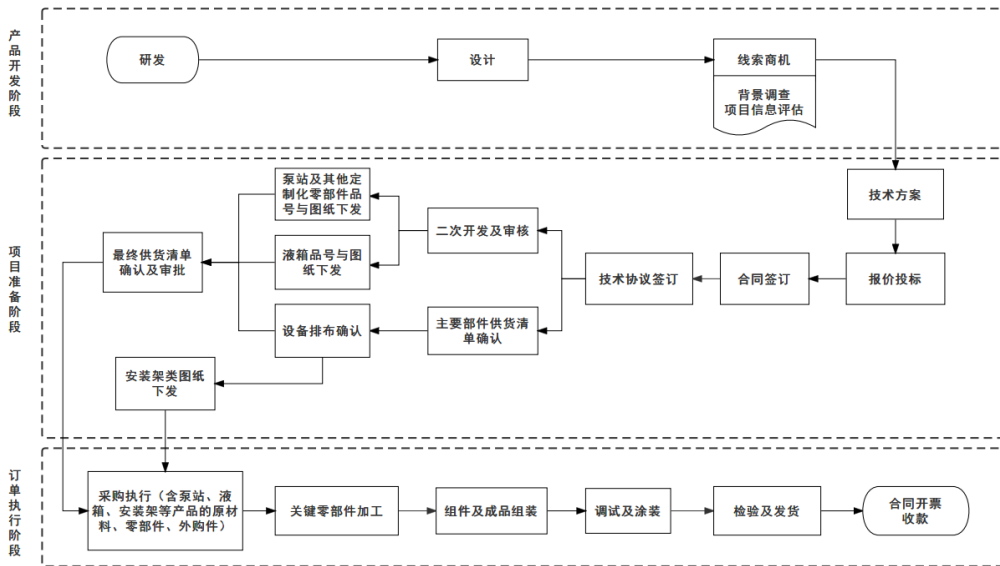 产
品
开
发
阶
段
研发
设计
线索商机
背景调查
项目信息评估
项
目
准
备
阶
段
技术方案
泵站及其他定
制化零部件品
号与图纸下发
二次开发及审核
最终供货清单
确认及审批
液箱品号与图
纸下发
技术协议签订
合同签订
报价投标
设备排布确认
主要部件供货清
单确认
安装架类图纸
下发
订
单
执
行
阶
段
采购执行（含泵站、液
箱、安装架等产品的原材
料、零部件、外购件）
关键零部件加工
组件及成品组装
调试及涂装
检验及发货
合同开票
收款